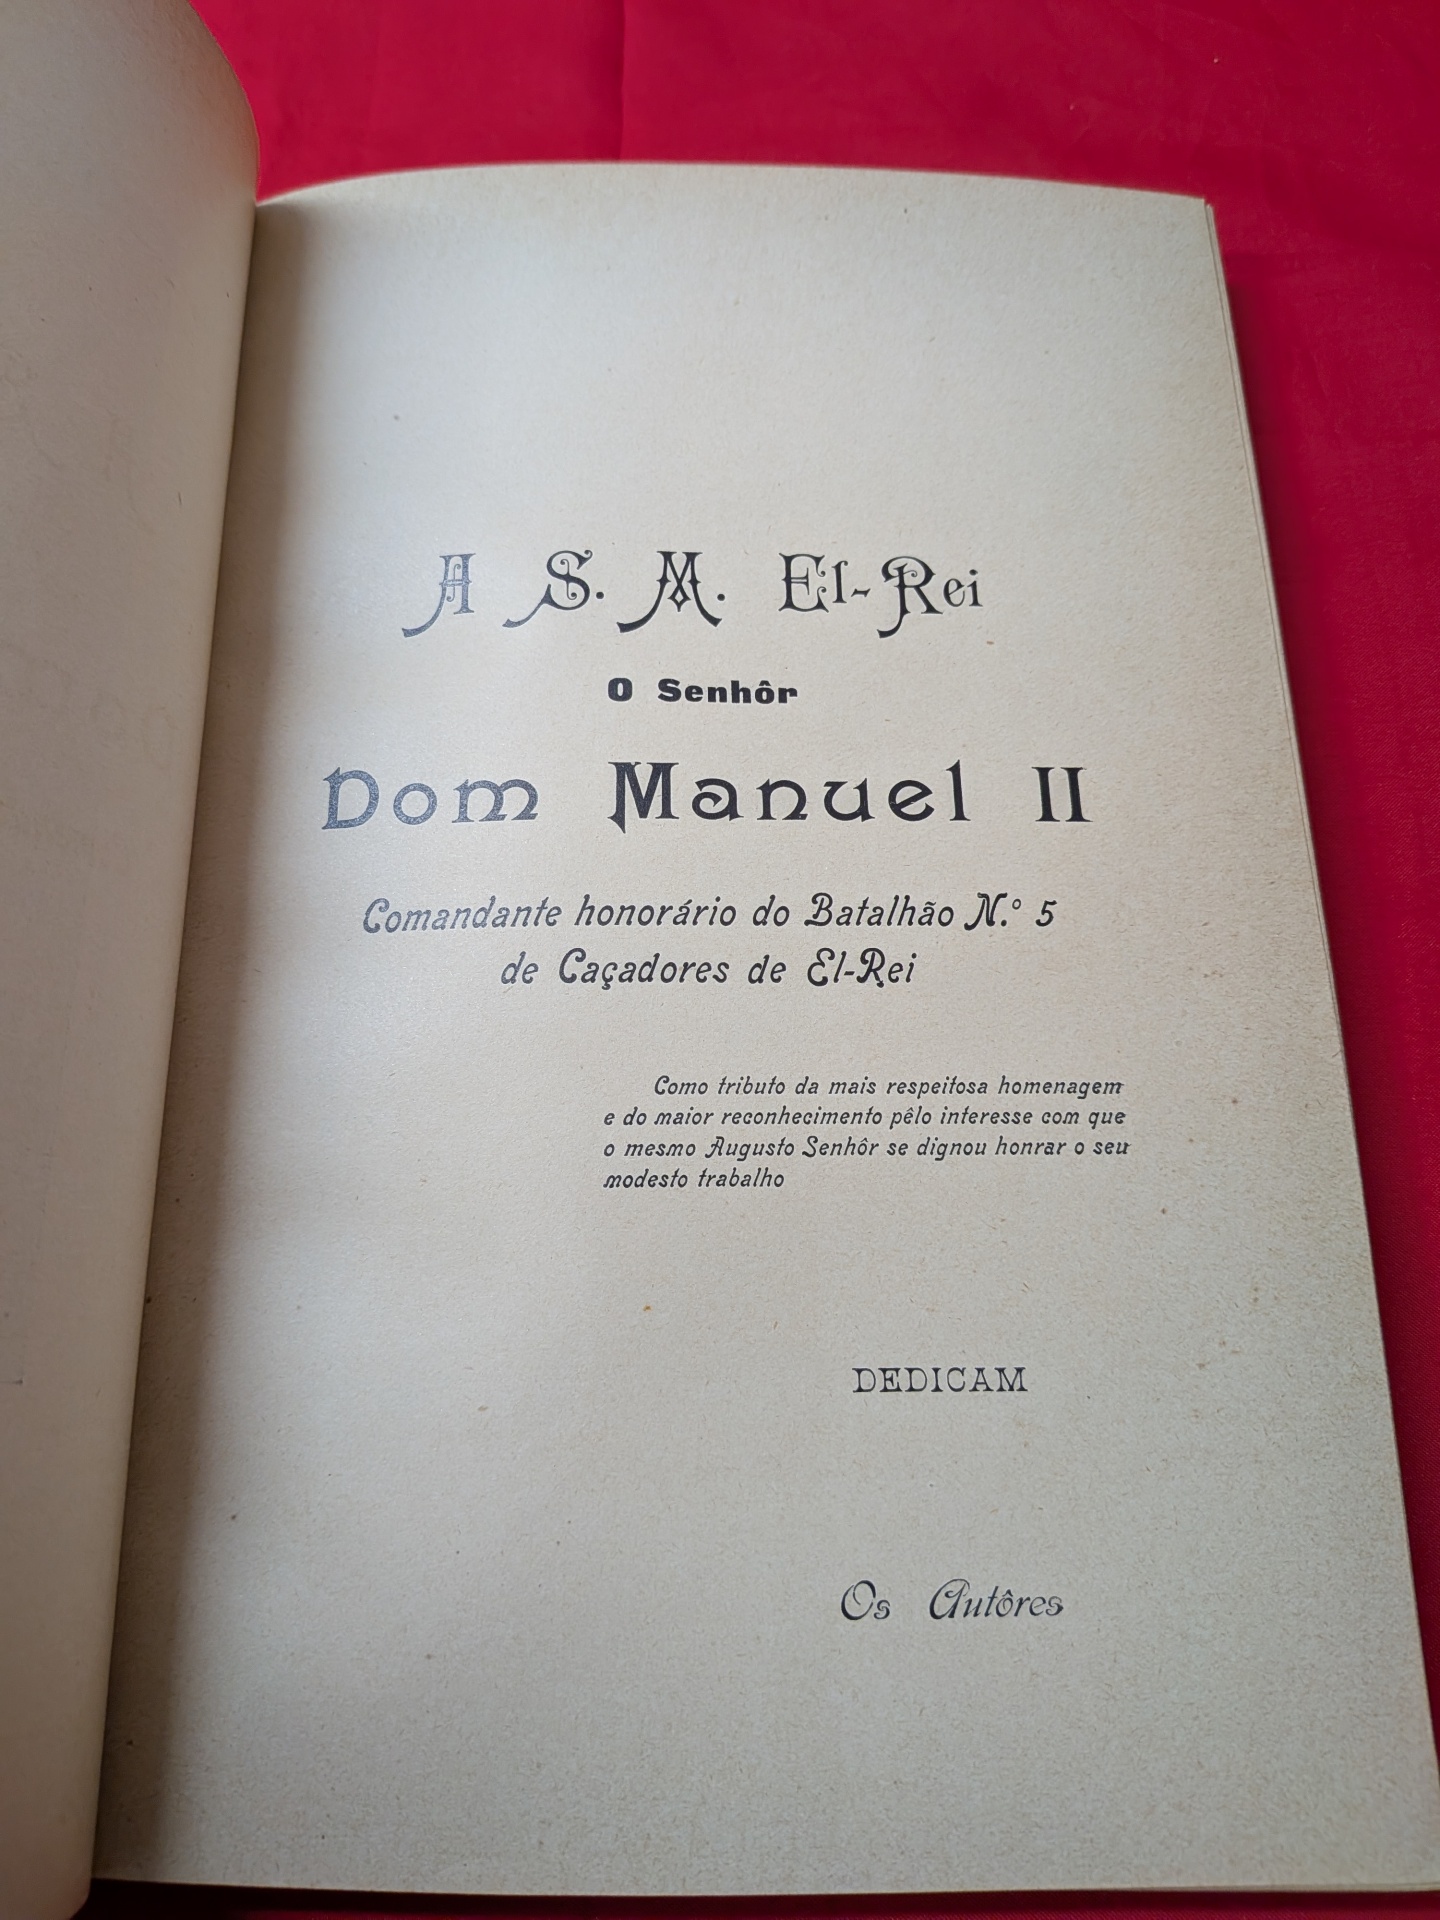 A S. M. El-Rei
O Senhôr
Dom Manuel II
Comandante honorário do Batalhão N.º 5
de Caçadores de El-Rei
Como tributo da mais respeitosa homenagem
e do maior reconhecimento pêlo interesse com que
o mesmo Augusto Senhôr se dignou honrar o seu
modesto trabalho
DEDICAM
Os Autôres